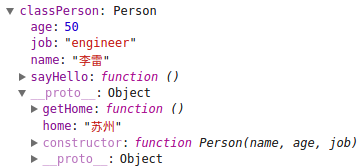 classPerson: Person
age: 50
job: "engineer"
name: "李雷"
sayHello: function ()
__proto__: Object
getHome: function ()
home: "苏州"
constructor: function Person(name, age, job)
__proto__: Object